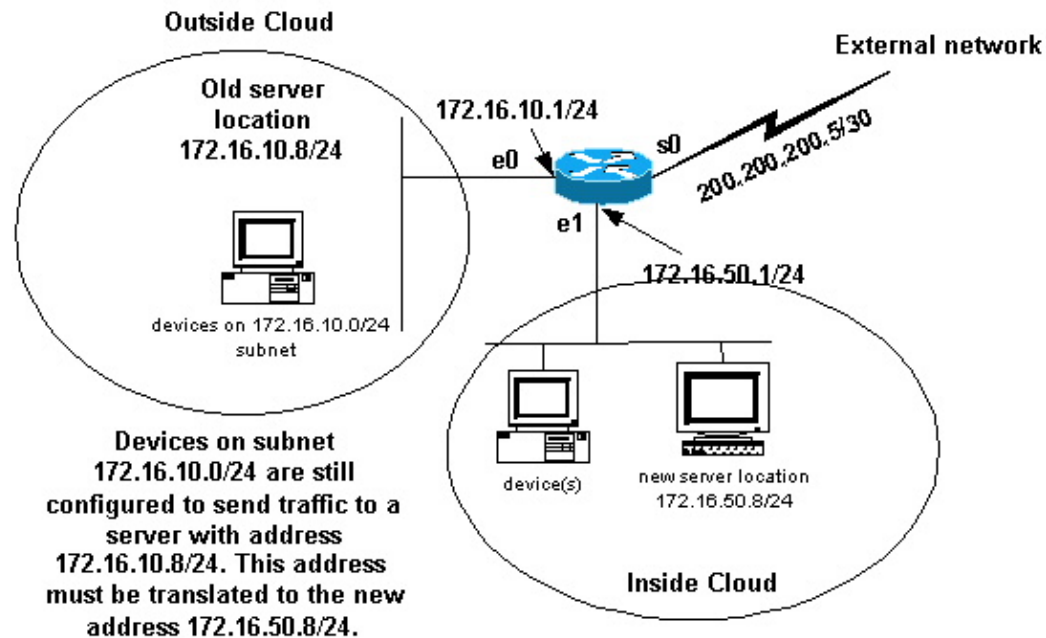 Outside Cloud
External network
Old server
location
172.16.10.8/24
172.16.10.1/24
e0
s0
200.200.200.5/30
e1
172.16.50.1/24
devices on 172.16.10.0/24
subnet
Devices on subnet
172.16.10.0/24 are still
configured to send traffic to a
server with address
172.16.10.8/24. This address
must be translated to the new
address 172.16.50.8/24.
device(s)
new server location
172.16.50.8/24
Inside Cloud